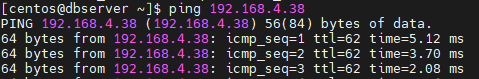 [centos@dbserver ~]$ ping 192.168.4.38
PING 192.168.4.38 (192.168.4.38) 56(84) bytes of data.
64 bytes from 192.168.4.38: icmp_seq=1 ttl=62 time=5.12 ms
64 bytes from 192.168.4.38: icmp_seq=2 ttl=62 time=3.70 ms
64 bytes from 192.168.4.38: icmp_seq=3 ttl=62 time=2.08 ms